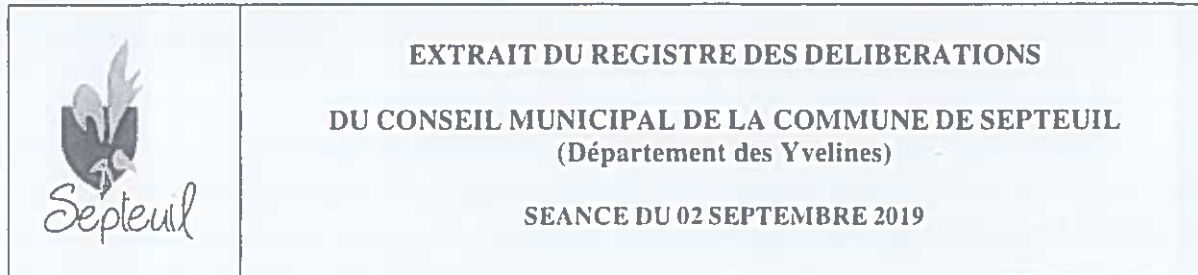 EXTRAIT DU REGISTRE DES DELIBERATIONS
DU CONSEIL MUNICIPAL DE LA COMMUNE DE SEPTEUIL
(Département des Yvelines)
Septeuil
SEANCE DU 02 SEPTEMBRE 2019